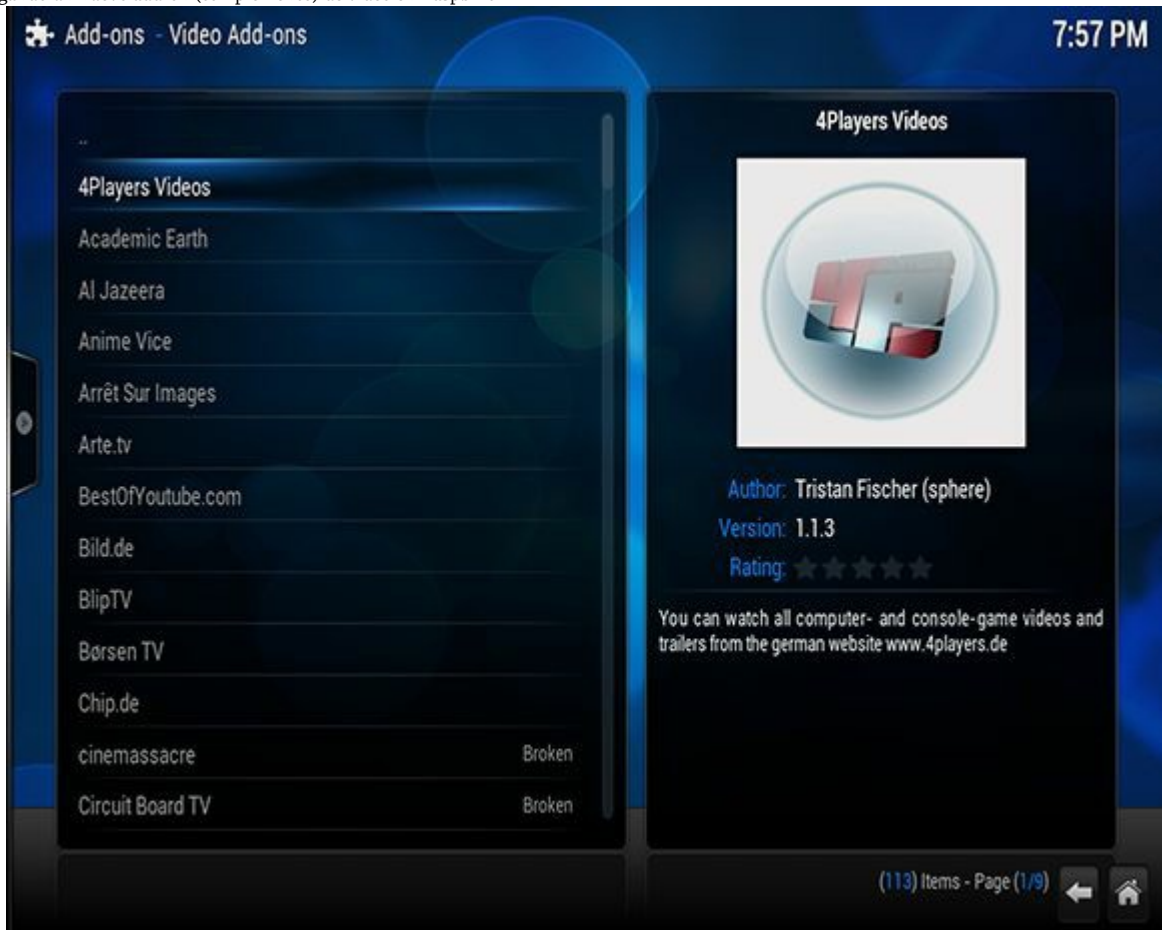 Add-ons - Video Add-ons
7:57 PM
..
4Players Videos
Academic Earth
Al Jazeera
Anime Vice
Arrêt Sur Images
Arte.tv
BestOfYoutube.com
Bild.de
BlipTV
Børsen TV
Chip.de
cinemassacre Broken
Circuit Board TV Broken
4Players Videos
Author: Tristan Fischer (sphere)
Version: 1.1.3
Rating:
You can watch all computer- and console-game videos and
trailers from the german website www.4players.de
(113) Items - Page (1/9)